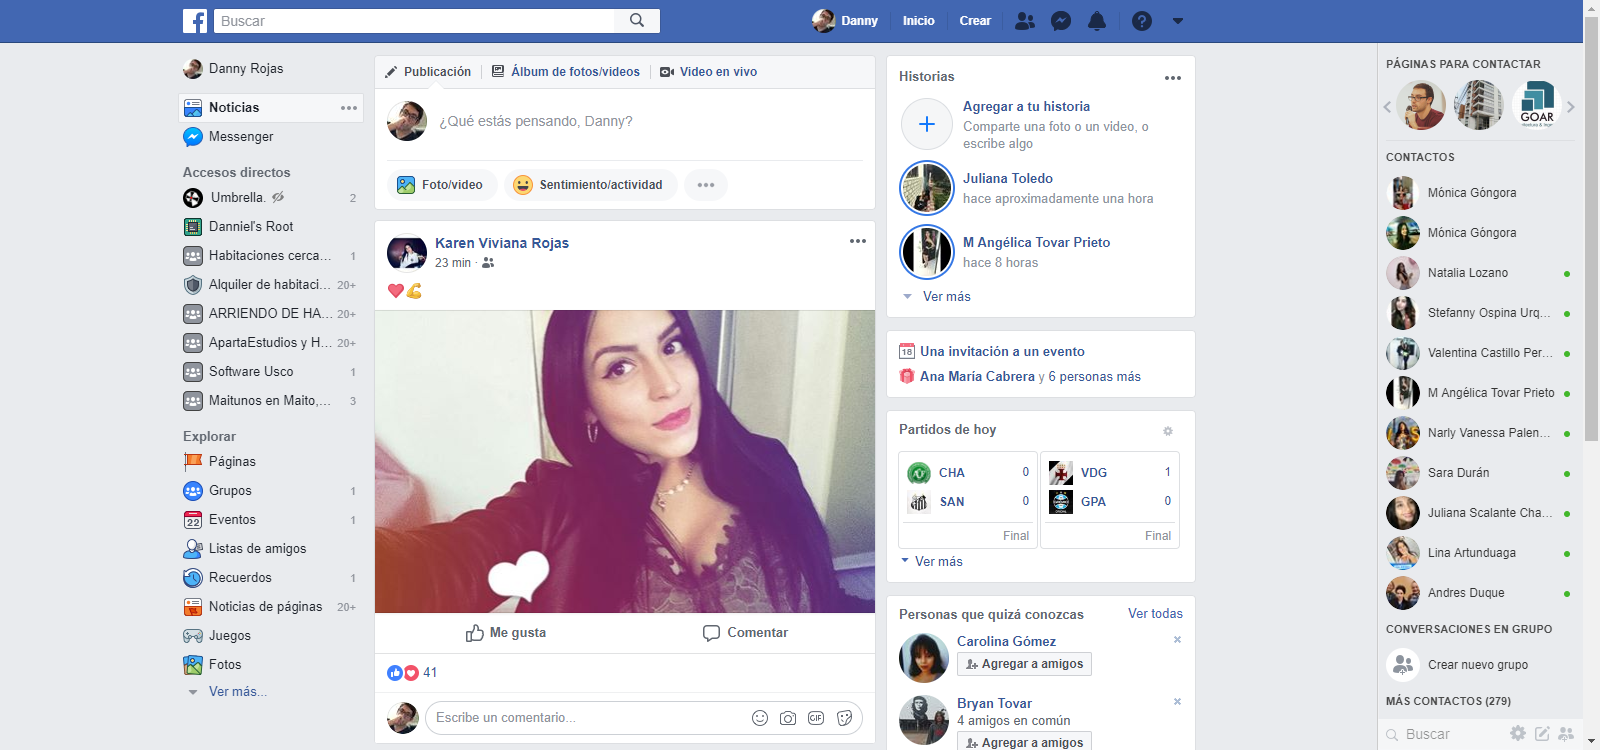 Buscar
Danny
Inicio
Crear
Danny Rojas
Noticias
Messenger
Accesos directos
Umbrella. 2
Danniel's Root
Habitaciones cerca... 1
Alquiler de habitaci... 20+
ARRIENDO DE HA... 20+
ApartaEstudios y H... 20+
Software Usco 1
Maitunos en Maito,... 3
Explorar
Páginas
Grupos 1
Eventos 1
22
Listas de amigos
Recuerdos 1
Noticias de páginas 20+
Juegos
Fotos
Ver más...
Publicación
Álbum de fotos/videos
Video en vivo
¿Qué estás pensando, Danny?
Foto/video
Sentimiento/actividad
Karen Viviana Rojas
23 min ·
Me gusta
Comentar
41
Escribe un comentario...
GIF
Historias
Agregar a tu historia
Comparte una foto o un video, o
escribe algo
Juliana Toledo
hace aproximadamente una hora
M Angélica Tovar Prieto
hace 8 horas
Ver más
18 Una invitación a un evento
Ana María Cabrera y 6 personas más
Partidos de hoy
CHA 0
SAN 0
Final
VDG 1
GPA 0
Final
Ver más
Personas que quizá conozcas
Ver todas
Carolina Gómez
Agregar a amigos
Bryan Tovar
4 amigos en común
Agregar a amigos
PÁGINAS PARA CONTACTAR
GOAR
CONTACTOS
Mónica Góngora
Mónica Góngora
Natalia Lozano
Stefanny Ospina Urq...
Valentina Castillo Per...
M Angélica Tovar Prieto
Narly Vanessa Palen...
Sara Durán
Juliana Scalante Cha...
Lina Artunduaga
Andres Duque
CONVERSACIONES EN GRUPO
Crear nuevo grupo
MÁS CONTACTOS (279)
Buscar